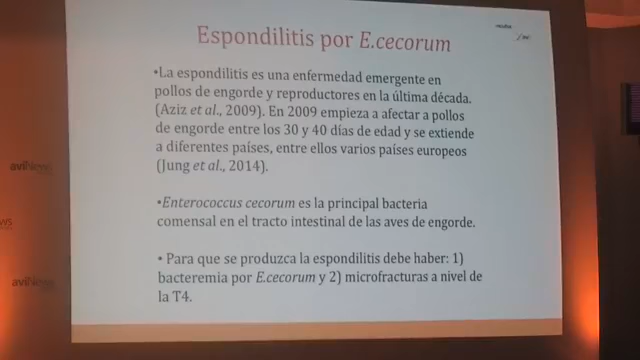 Espondilitis por E.cecorum
•La espondilitis es una enfermedad emergente en
pollos de engorde y reproductores en la última década.
(Aziz et al., 2009). En 2009 empieza a afectar a pollos
de engorde entre los 30 y 40 días de edad y se extiende
a diferentes países, entre ellos varios países europeos
(Jung et al., 2014).
•Enterococcus cecorum es la principal bacteria
comensal en el tracto intestinal de las aves de engorde.
• Para que se produzca la espondilitis debe haber: 1)
bacteremia por E.cecorum y 2) microfracturas a nivel de
la T4.
aviNews
ws
aviNews